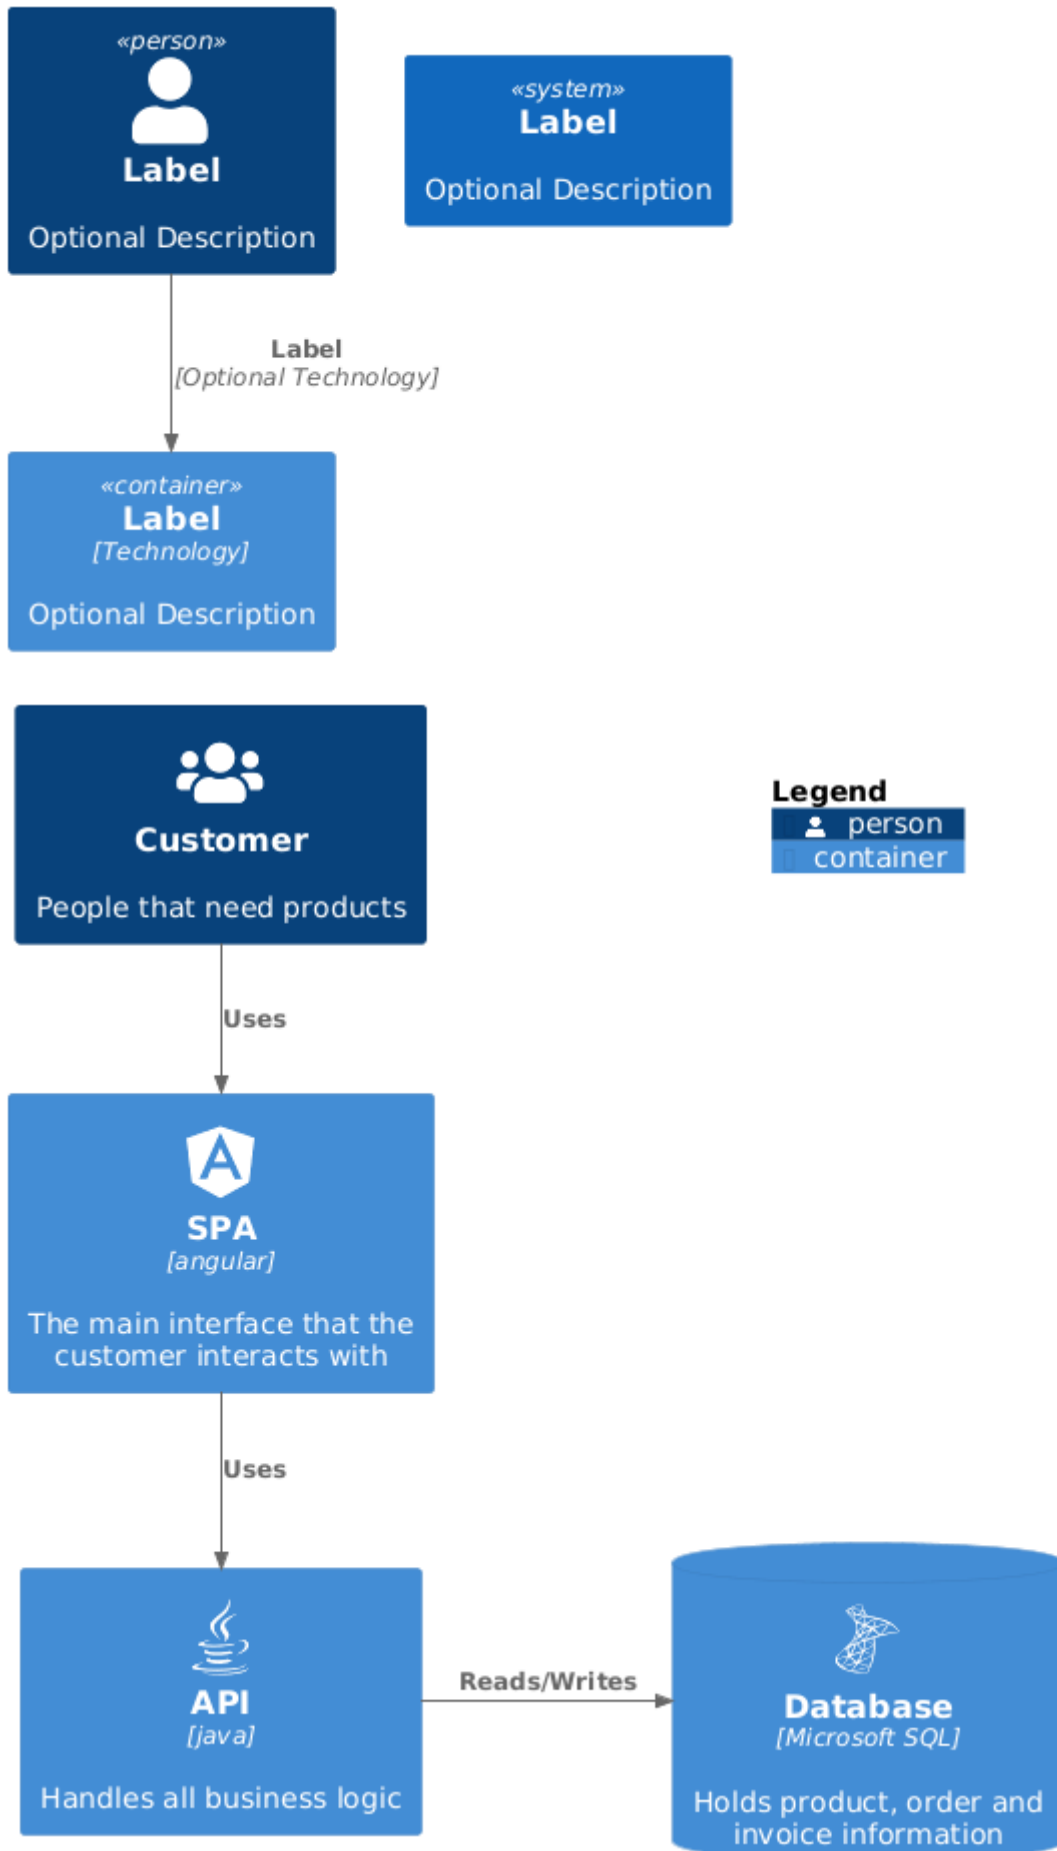 «person»
Label
Optional Description
«system»
Label
Optional Description
Label
[Optional Technology]
«container»
Label
[Technology]
Optional Description
Customer
People that need products
Legend
person
container
Uses
SPA
[angular]
The main interface that the
customer interacts with
Uses
API
[java]
Handles all business logic
Reads/Writes
Database
[Microsoft SQL]
Holds product, order and
invoice information